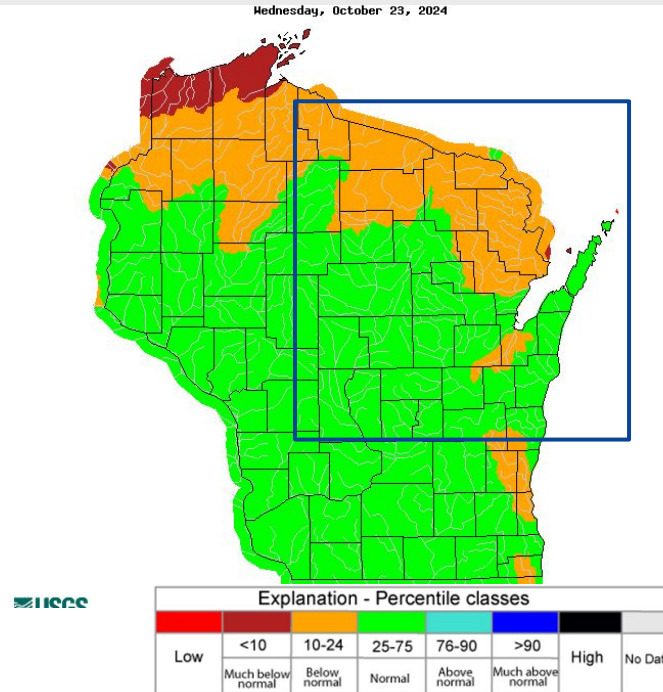 Wednesday, October 23, 2024
USGS
Explanation - Percentile classes
Low
<10
10-24
25-75
76-90
>90
High
No Dat
Much below normal
Below normal
Normal
Above normal
Much above normal